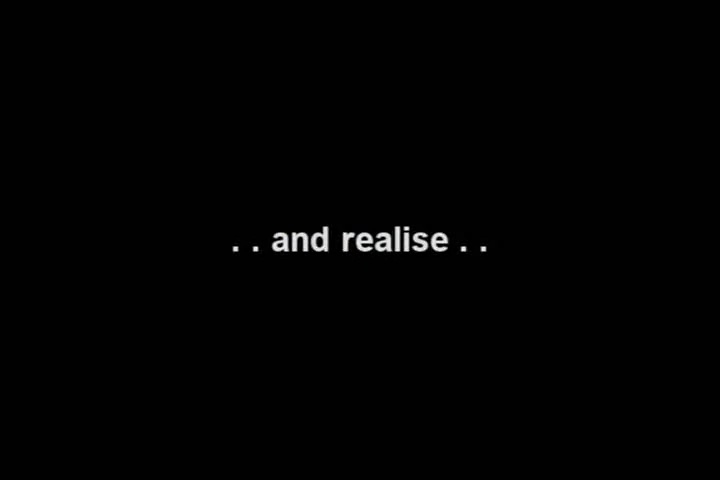 . . and realise . .